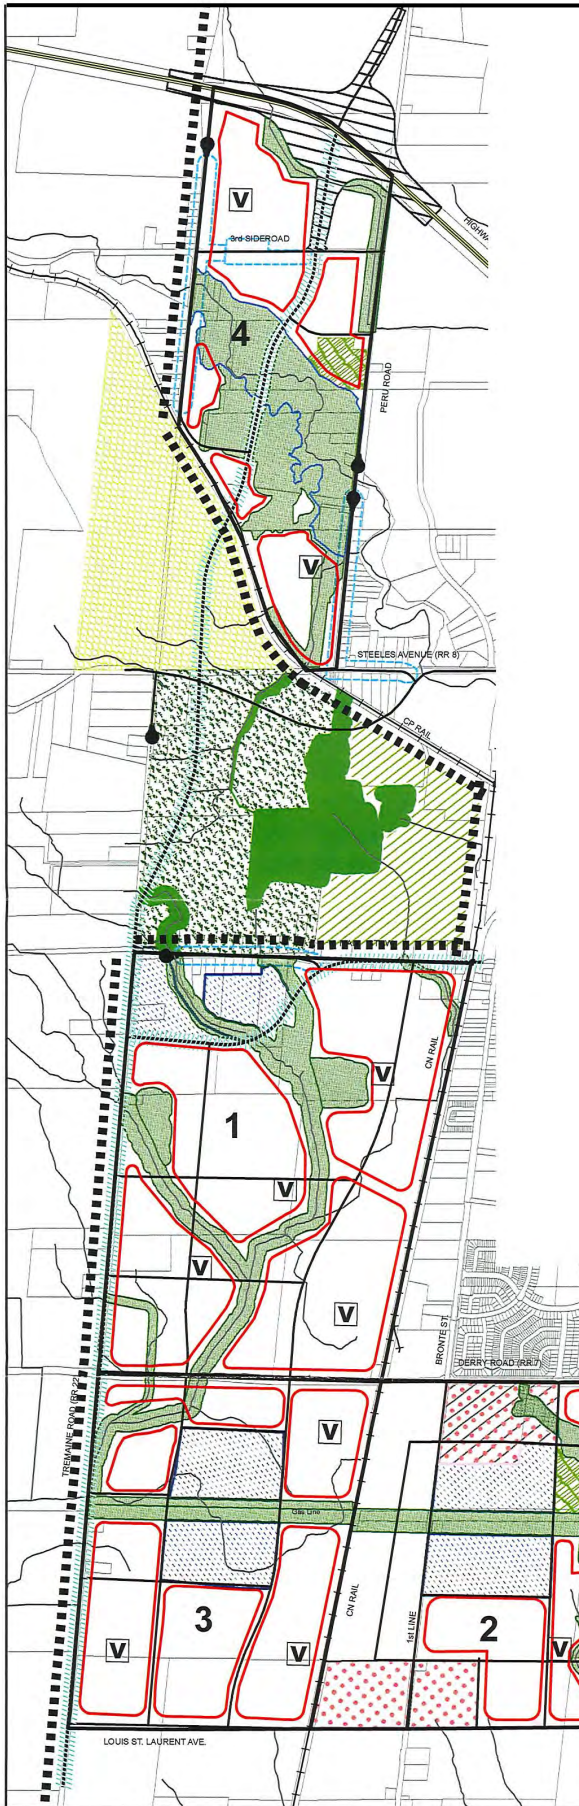 HIGHWA
V
3rd SIDEROAD
4
PERU ROAD
V
STEELES AVENUE (RR 8)
CP RAIL
CN RAIL
V
1
V
V
V
BRONTE ST.
DERRY ROAD (RR 7)
TREMAINE ROAD (RR 22)
V
Gas Line
CN RAIL
1st LINE
3
2
V
V
V
LOUIS ST. LAURENT AVE.